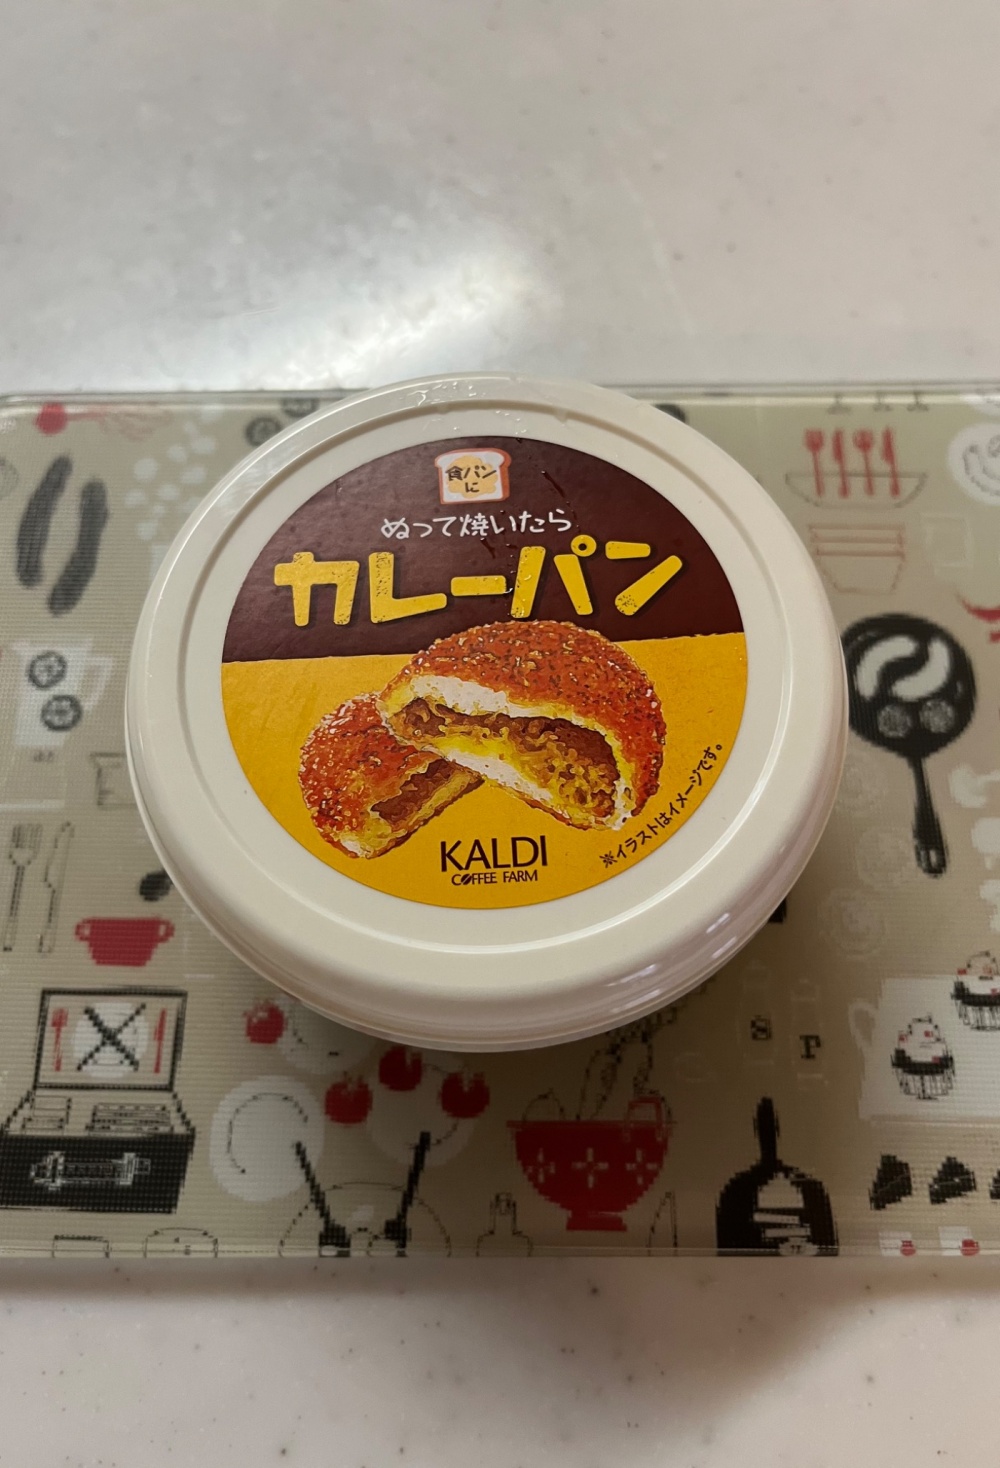 食パン
に
ぬって焼いたら
カレーパン
KALDI
COFFEE FARM
※イラストはイメージです。